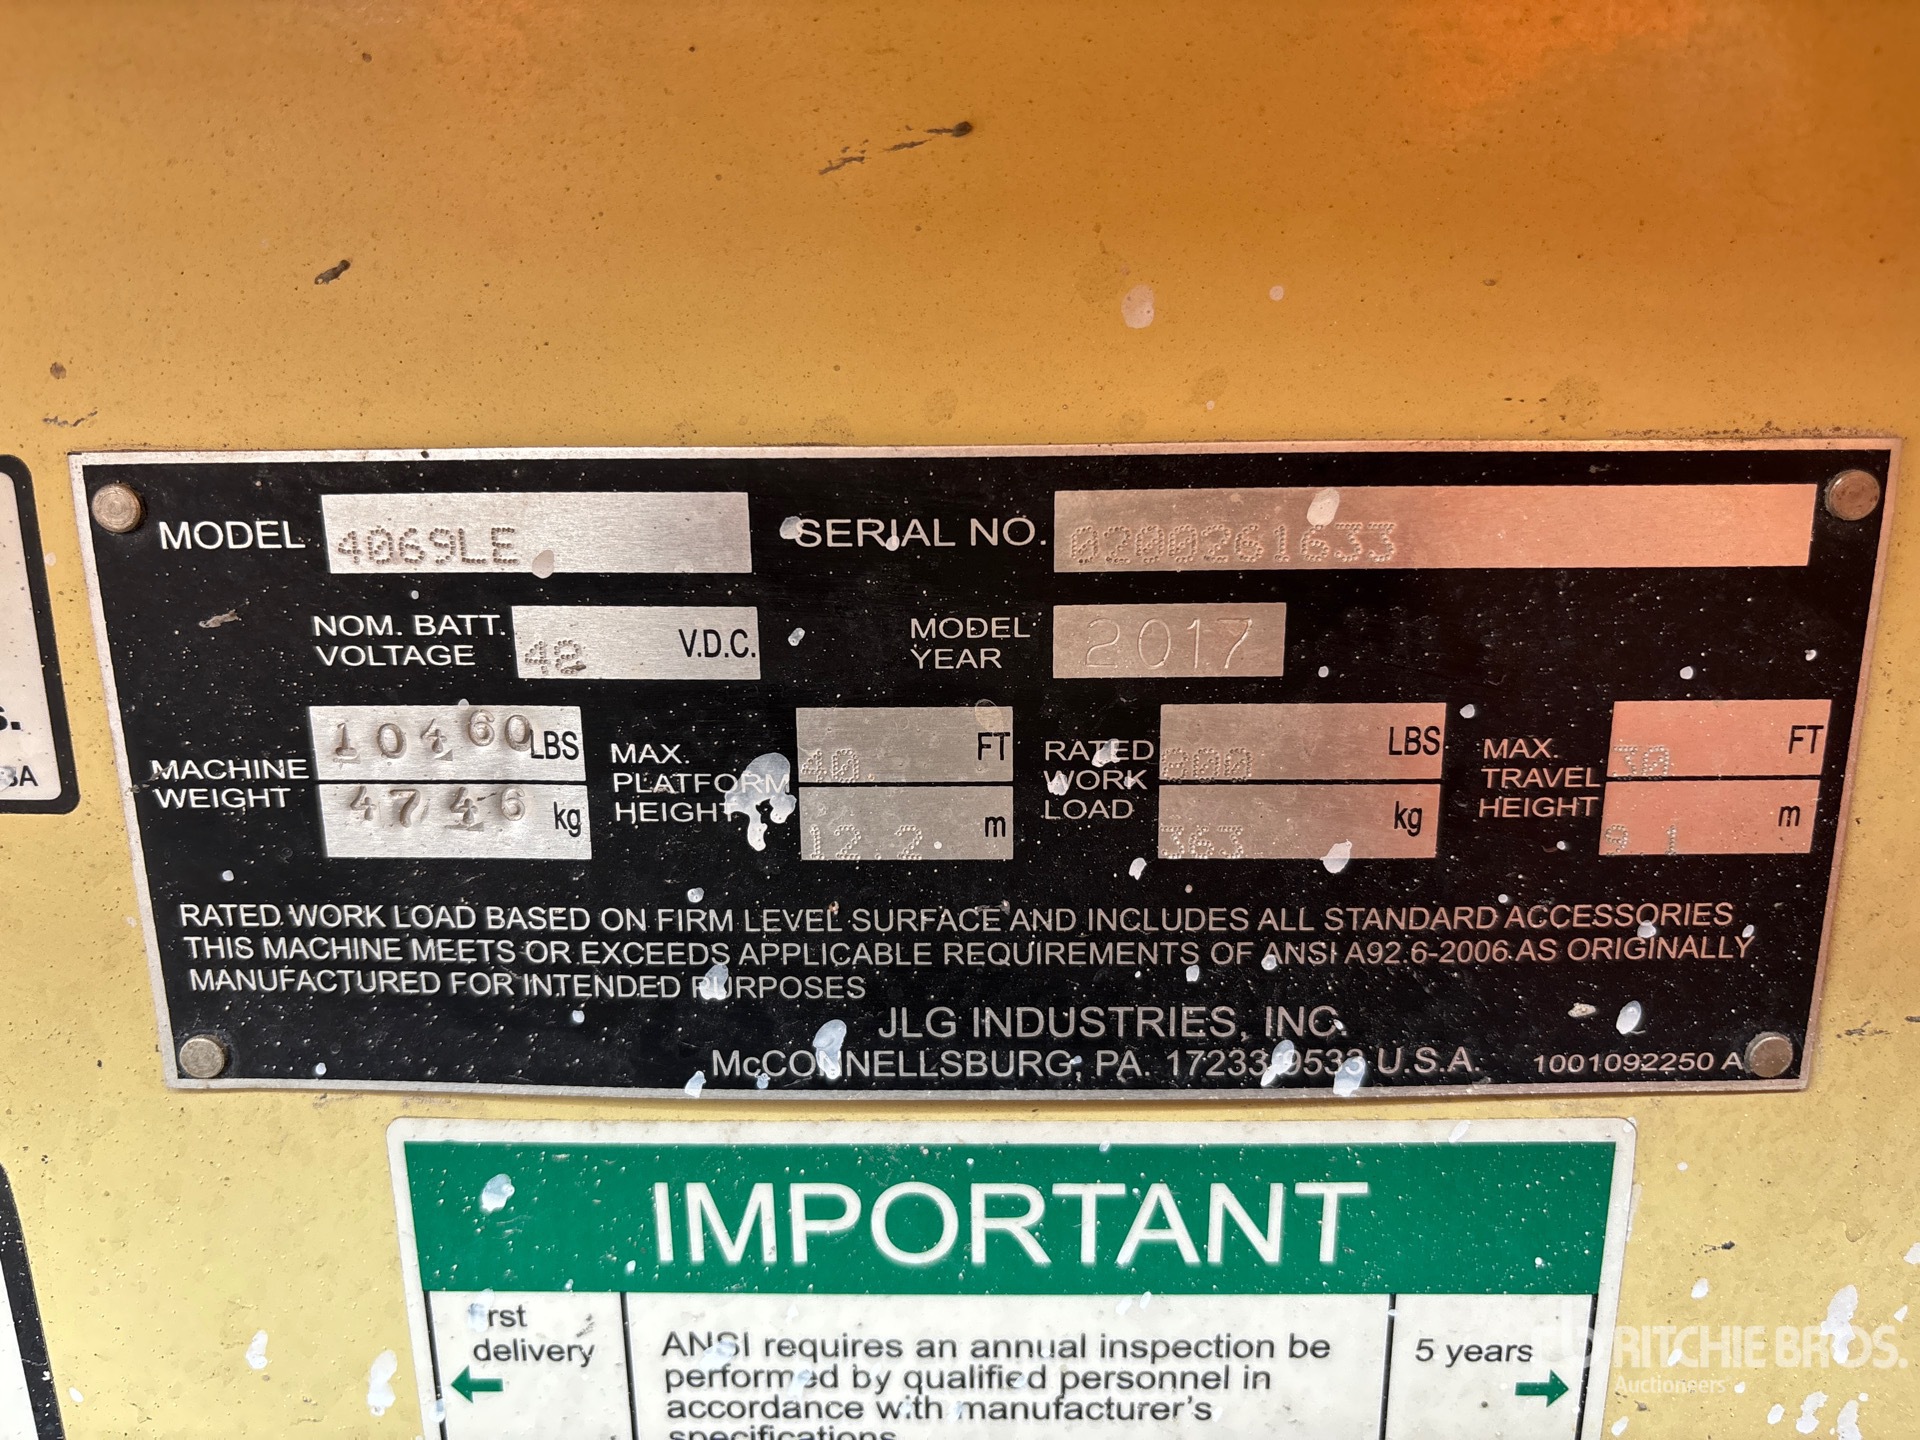 MODEL 4069LE SERIAL NO. 0200261633
NOM. BATT. VOLTAGE 48 V.D.C. MODEL YEAR 2017
MACHINE WEIGHT 10460 LBS 4746 kg
MAX. PLATFORM HEIGHT 40 FT 12.2 m
RATED WORK LOAD 800 LBS 363 kg
MAX. TRAVEL HEIGHT 30 FT 9.1 m
RATED WORK LOAD BASED ON FIRM LEVEL SURFACE AND INCLUDES ALL STANDARD ACCESSORIES
THIS MACHINE MEETS OR EXCEEDS APPLICABLE REQUIREMENTS OF ANSI A92.6-2006 AS ORIGINALLY
MANUFACTURED FOR INTENDED PURPOSES
JLG INDUSTRIES, INC.
McCONNELLSBURG, PA. 17233-9533 U.S.A. 1001092250 A
IMPORTANT
first
delivery
ANSI requires an annual inspection be
performed by qualified personnel in
accordance with manufacturer's
specifications
5 years
RITCHIE BROS.
Auctioneers